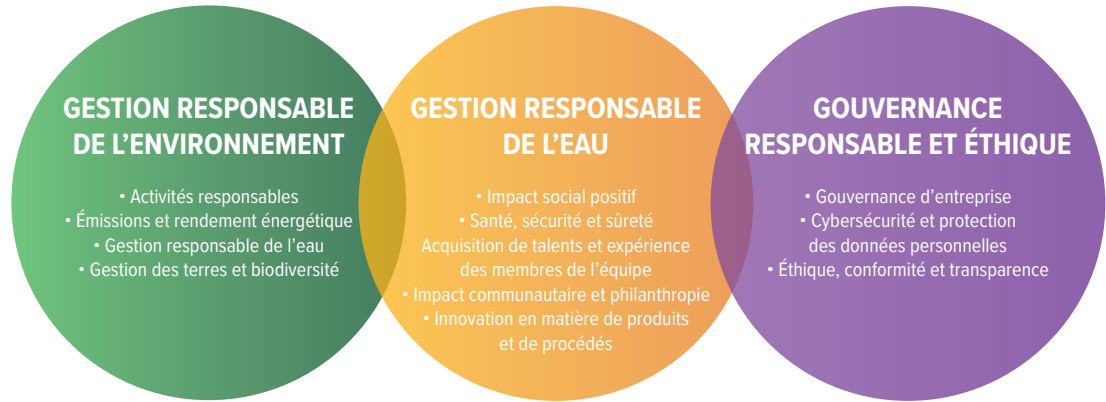 GESTION RESPONSABLE
DE L'ENVIRONNEMENT
• Activités responsables
• Émissions et rendement énergétique
• Gestion responsable de l'eau
• Gestion des terres et biodiversité
GESTION RESPONSABLE
DE L'EAU
• Impact social positif
• Santé, sécurité et sûreté
Acquisition de talents et expérience
des membres de l'équipe
• Impact communautaire et philanthropie
• Innovation en matière de produits
et de procédés
GOUVERNANCE
RESPONSABLE ET ÉTHIQUE
• Gouvernance d'entreprise
• Cybersécurité et protection
des données personnelles
• Éthique, conformité et transparence